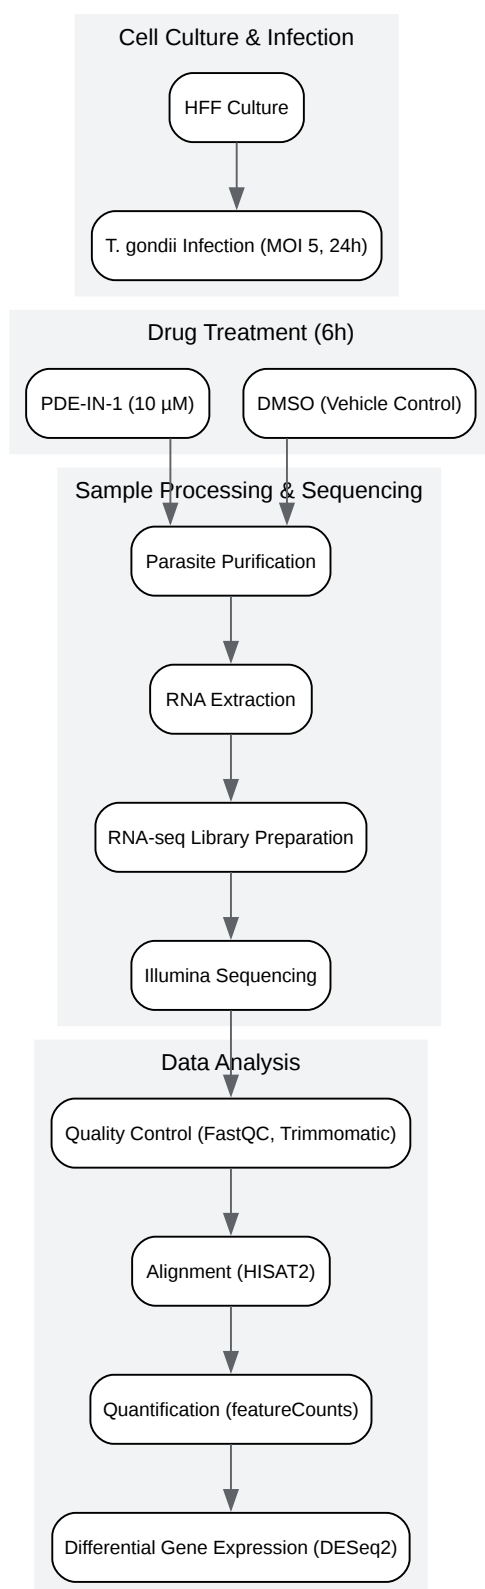 Cell Culture & Infection
HFF Culture
T. gondii Infection (MOI 5, 24h)
Drug Treatment (6h)
PDE-IN-1 (10 µM)
DMSO (Vehicle Control)
Sample Processing & Sequencing
Parasite Purification
RNA Extraction
RNA-seq Library Preparation
Illumina Sequencing
Data Analysis
Quality Control (FastQC, Trimmomatic)
Alignment (HISAT2)
Quantification (featureCounts)
Differential Gene Expression (DESeq2)